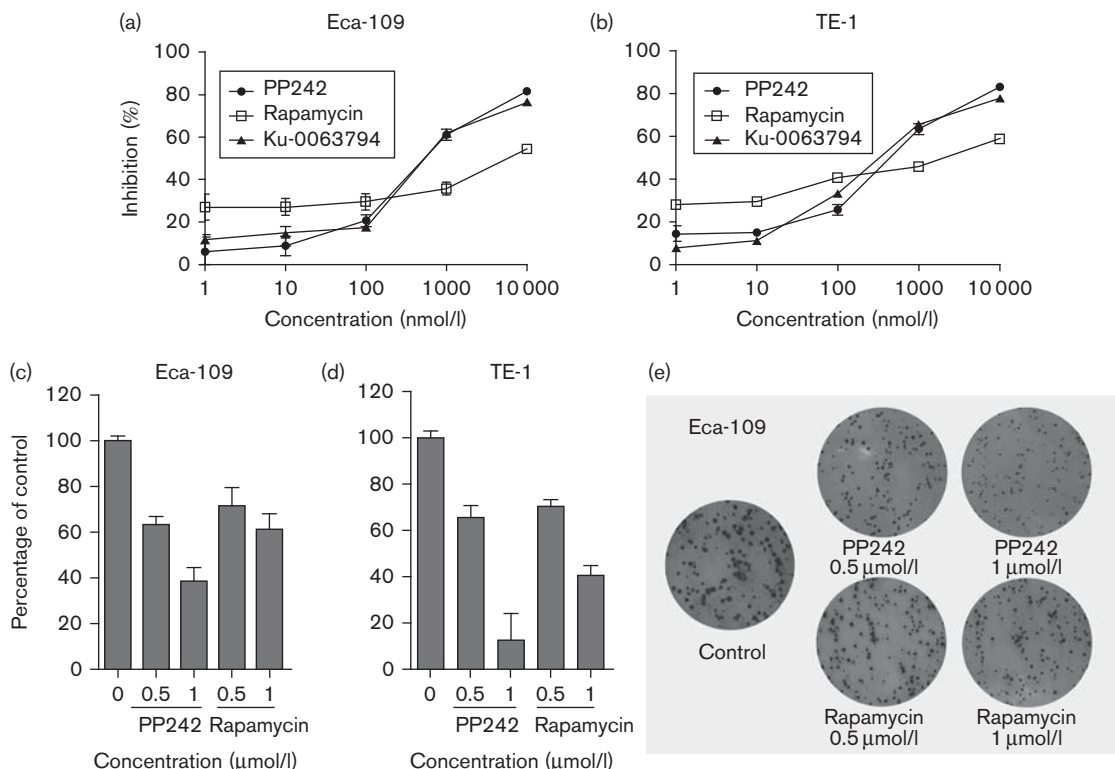 (a)
Eca-109
100
80
60
40
20
0
Inhibition (%)
PP242
Rapamycin
Ku-0063794
1 10 100 1000 10 000
Concentration (nmol/l)
(b)
TE-1
100
80
60
40
20
0
PP242
Rapamycin
Ku-0063794
1 10 100 1000 10 000
Concentration (nmol/l)
(c)
Eca-109
120
100
80
60
40
20
0
Percentage of control
0 0.5 1 0.5 1
PP242 Rapamycin
Concentration (µmol/l)
(d)
TE-1
120
100
80
60
40
20
0
0 0.5 1 0.5 1
PP242 Rapamycin
Concentration (µmol/l)
(e)
Eca-109
Control
PP242
0.5 µmol/l
PP242
1 µmol/l
Rapamycin
0.5 µmol/l
Rapamycin
1 µmol/l